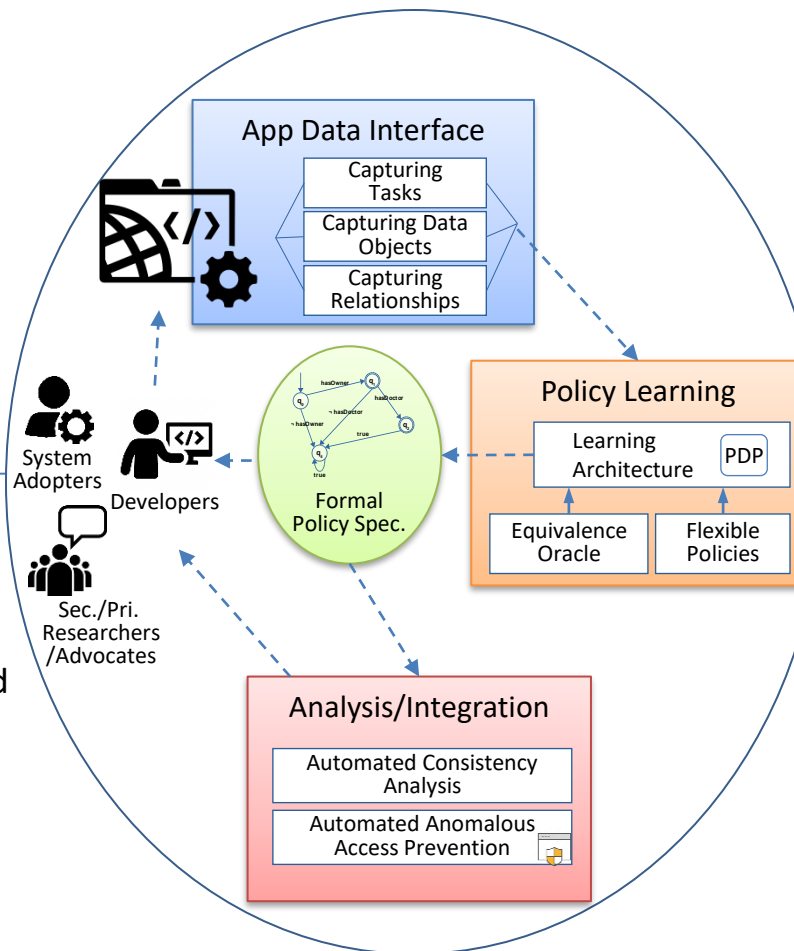 App Data Interface
Capturing
Tasks
Capturing Data
Objects
Capturing
Relationships
</>
Policy Learning
Learning
Architecture
PDP
Equivalence
Oracle
Flexible
Policies
hasOwner
hasDoctor
¬ hasOwner
¬ hasDoctor
true
true
Formal
Policy Spec.
System
Adopters
</>
Developers
Sec./Pri.
Researchers
/Advocates
d
Analysis/Integration
Automated Consistency
Analysis
Automated Anomalous
Access Prevention